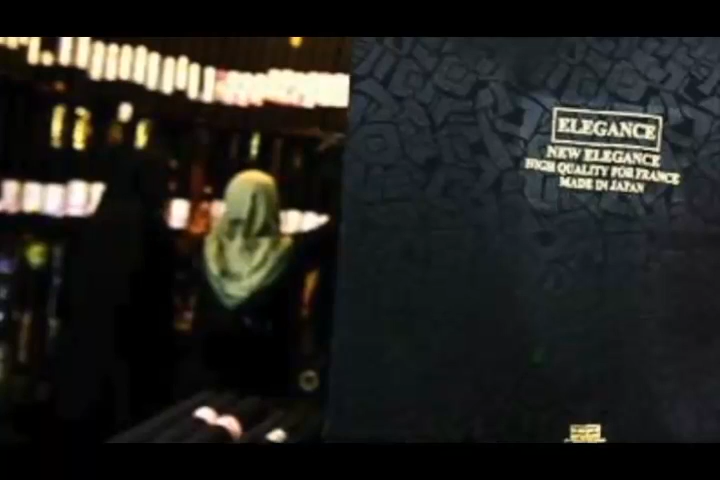 ELEGANCE
NEW ELEGANCE
HIGH QUALITY FOR FRANCE
MADE IN JAPAN